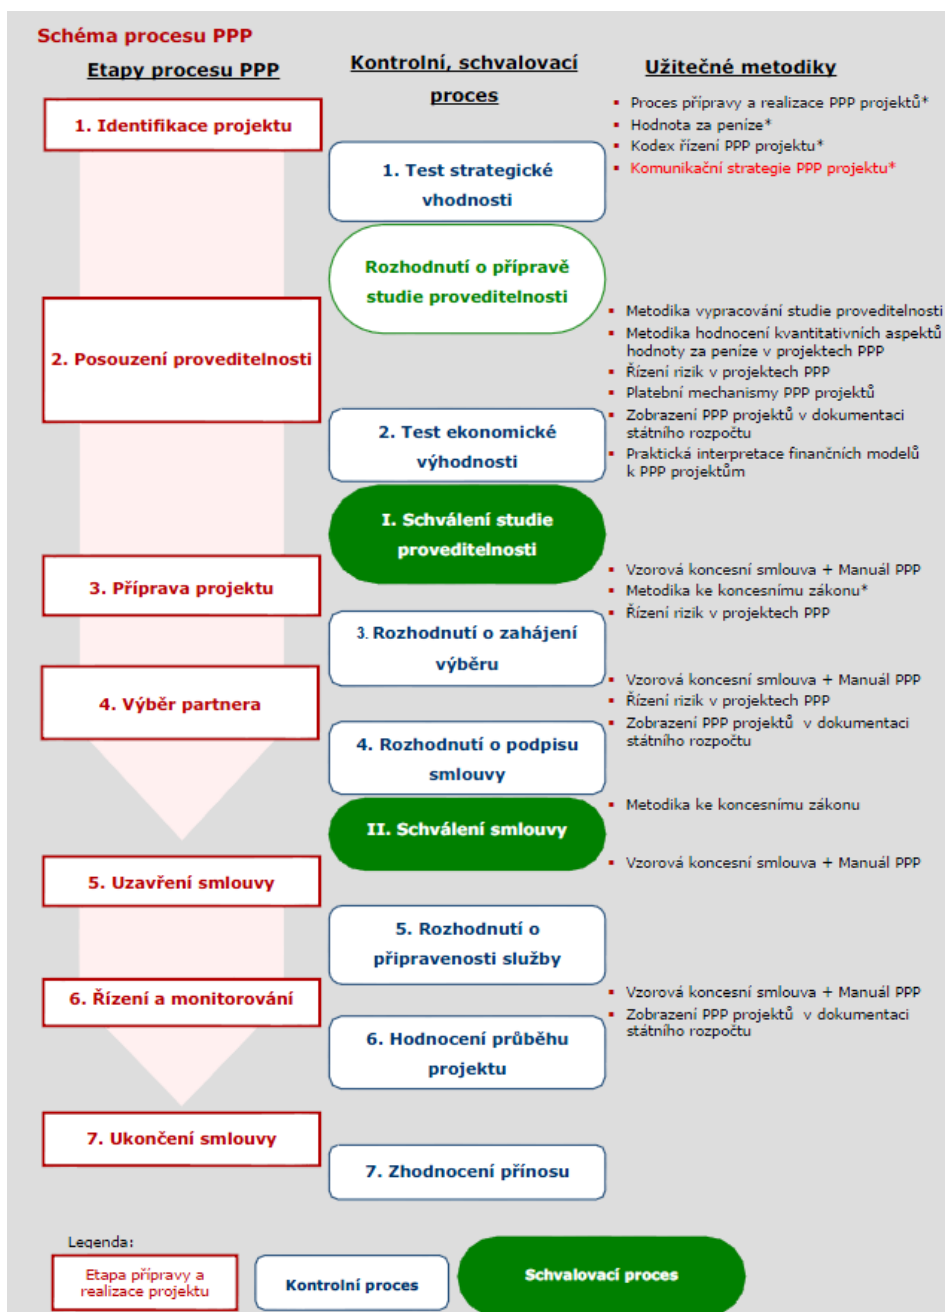 Schéma procesu PPP
Etapy procesu PPP
Kontrolní, schvalovací
proces
Užitečné metodiky
1. Identifikace projektu
▪ Proces přípravy a realizace PPP projektů*
▪ Hodnota za peníze*
▪ Kodex řízení PPP projektu*
▪ Komunikační strategie PPP projektu*
1. Test strategické
vhodnosti
Rozhodnutí o přípravě
studie proveditelnosti
2. Posouzení proveditelnosti
▪ Metodika vypracování studie proveditelnosti
▪ Metodika hodnocení kvantitativních aspektů
hodnoty za peníze v projektech PPP
▪ Řízení rizik v projektech PPP
▪ Platební mechanismy PPP projektů
▪ Zobrazení PPP projektů v dokumentaci
státního rozpočtu
▪ Praktická interpretace finančních modelů
k PPP projektům
2. Test ekonomické
výhodnosti
I. Schválení studie
proveditelnosti
3. Příprava projektu
▪ Vzorová koncesní smlouva + Manuál PPP
▪ Metodika ke koncesnímu zákonu*
▪ Řízení rizik v projektech PPP
3. Rozhodnutí o zahájení
výběru
4. Výběr partnera
▪ Vzorová koncesní smlouva + Manuál PPP
▪ Řízení rizik v projektech PPP
▪ Zobrazení PPP projektů v dokumentaci
státního rozpočtu
4. Rozhodnutí o podpisu
smlouvy
II. Schválení smlouvy
▪ Metodika ke koncesnímu zákonu
5. Uzavření smlouvy
▪ Vzorová koncesní smlouva + Manuál PPP
5. Rozhodnutí o
připravenosti služby
6. Řízení a monitorování
▪ Vzorová koncesní smlouva + Manuál PPP
▪ Zobrazení PPP projektů v dokumentaci
státního rozpočtu
6. Hodnocení průběhu
projektu
7. Ukončení smlouvy
7. Zhodnocení přínosu
Legenda:
Etapa přípravy a
realizace projektu
Kontrolní proces
Schvalovací proces